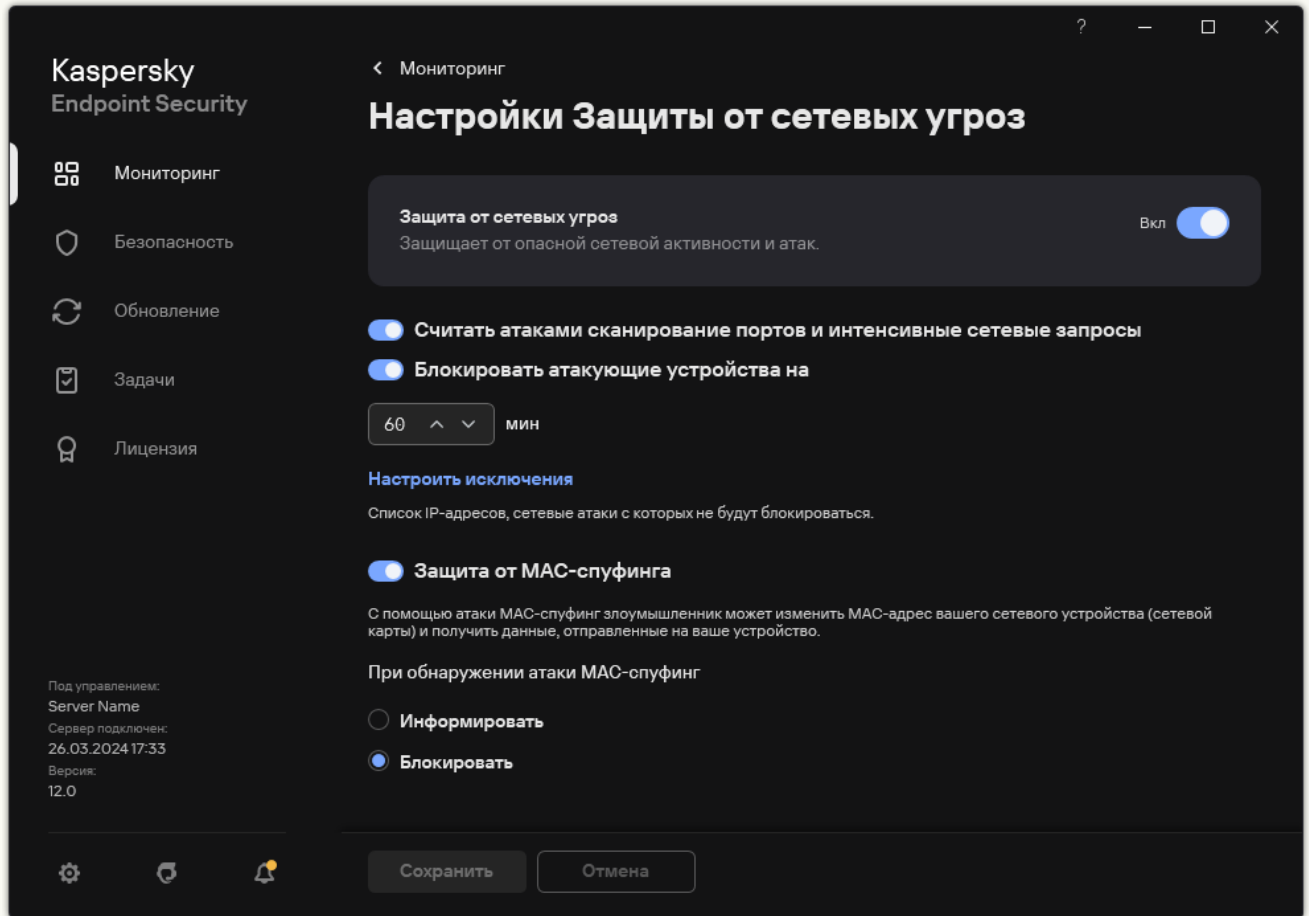 ?
Kaspersky
Endpoint Security
Мониторинг
Безопасность
Обновление
Задачи
Лицензия
Под управлением:
Server Name
Сервер подключен:
26.03.2024 17:33
Версия:
12.0
Мониторинг
Настройки Защиты от сетевых угроз
Защита от сетевых угроз
Защищает от опасной сетевой активности и атак.
Вкл
Считать атаками сканирование портов и интенсивные сетевые запросы
Блокировать атакующие устройства на
60 мин
Настроить исключения
Список IP-адресов, сетевые атаки с которых не будут блокироваться.
Защита от MAC-спуфинга
С помощью атаки MAC-спуфинг злоумышленник может изменить MAC-адрес вашего сетевого устройства (сетевой
карты) и получить данные, отправленные на ваше устройство.
При обнаружении атаки MAC-спуфинг
Информировать
Блокировать
Сохранить
Отмена